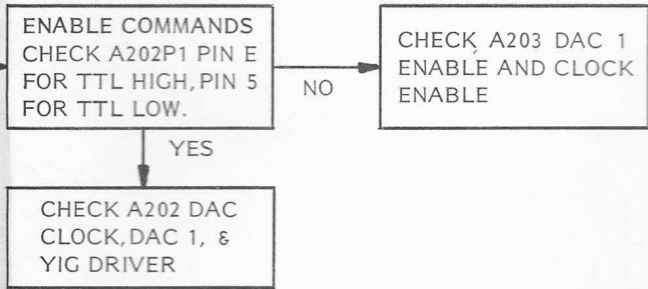 ENABLE COMMANDS
CHECK A202P1 PIN E
FOR TTL HIGH, PIN 5
FOR TTL LOW.
NO
CHECK A203 DAC 1
ENABLE AND CLOCK
ENABLE
YES
CHECK A202 DAC
CLOCK, DAC 1, &
YIG DRIVER